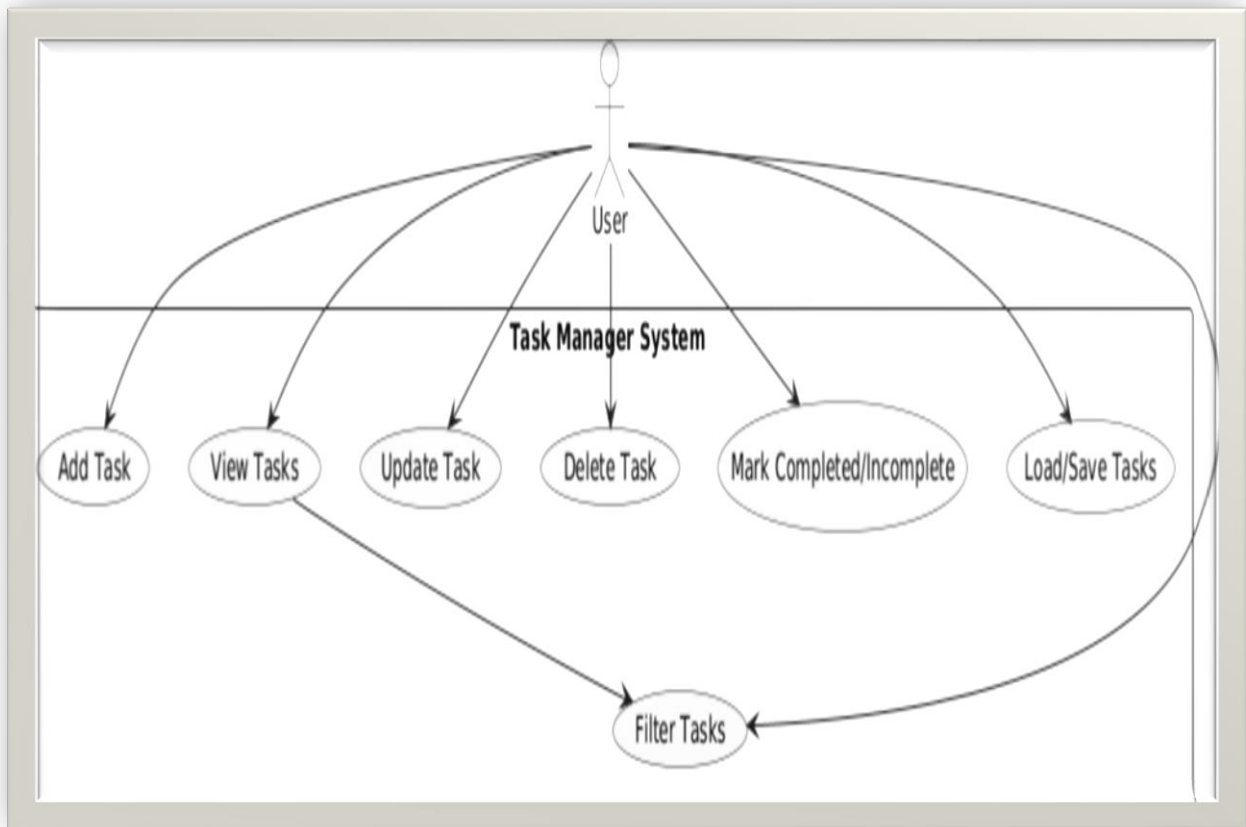 User
Task Manager System
Add Task
View Tasks
Update Task
Delete Task
Mark Completed/Incomplete
Load/Save Tasks
Filter Tasks